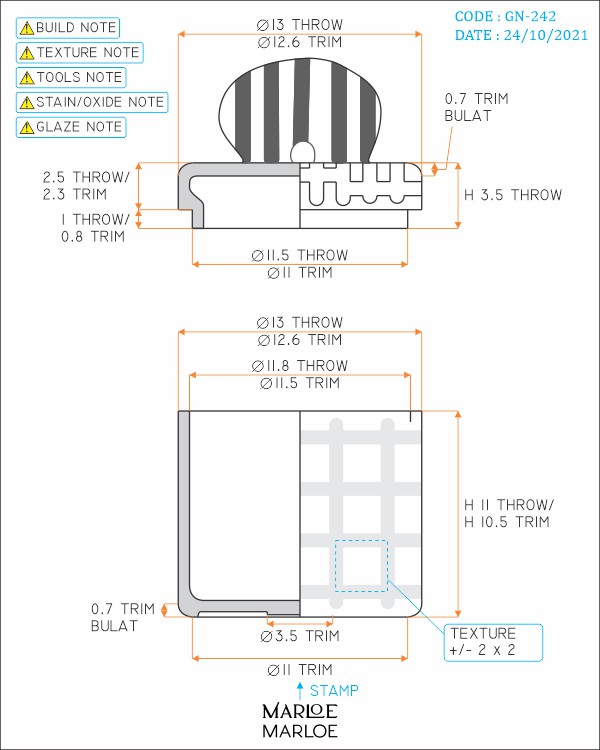 BUILD NOTE
TEXTURE NOTE
TOOLS NOTE
STAIN/OXIDE NOTE
GLAZE NOTE
CODE : GN-242
DATE : 24/10/2021
Ø13 THROW
Ø12.6 TRIM
0.7 TRIM
BULAT
2.5 THROW/
2.3 TRIM
1 THROW/
0.8 TRIM
H 3.5 THROW
Ø11.5 THROW
Ø11 TRIM
Ø13 THROW
Ø12.6 TRIM
Ø11.8 THROW
Ø11.5 TRIM
H 11 THROW/
H 10.5 TRIM
0.7 TRIM
BULAT
Ø3.5 TRIM
TEXTURE
+/- 2 x 2
Ø11 TRIM
STAMP
MARLOE
MARLOE